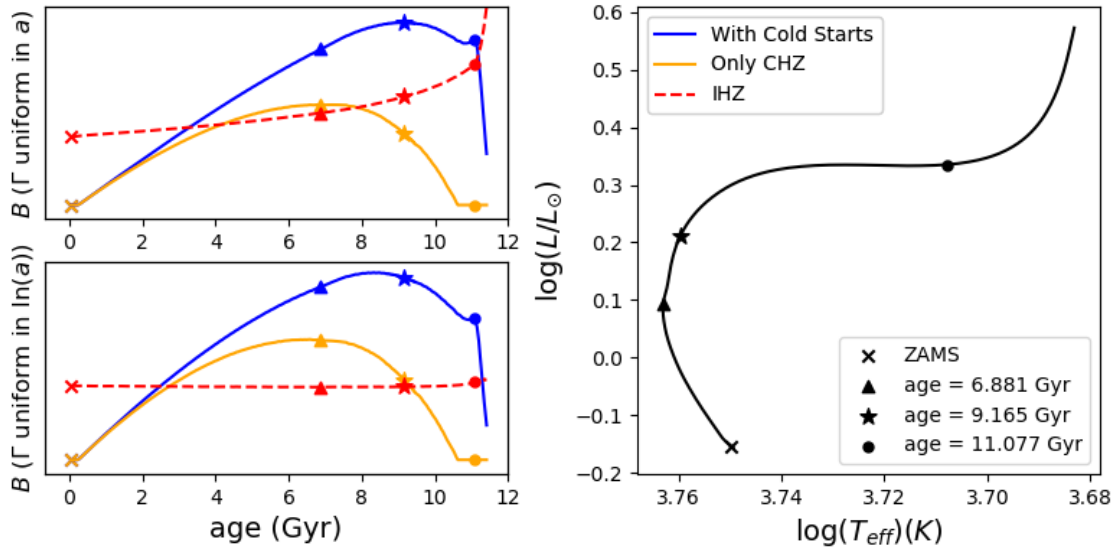 B (Γ uniform in a)
0 2 4 6 8 10 12
B (Γ uniform in ln(a))
0 2 4 6 8 10 12
age (Gyr)
With Cold Starts
Only CHZ
IHZ
log(L/L⊙)
0.6
0.5
0.4
0.3
0.2
0.1
0.0
−0.1
−0.2
ZAMS
age = 6.881 Gyr
age = 9.165 Gyr
age = 11.077 Gyr
3.76 3.74 3.72 3.70 3.68
log(Teff)(K)